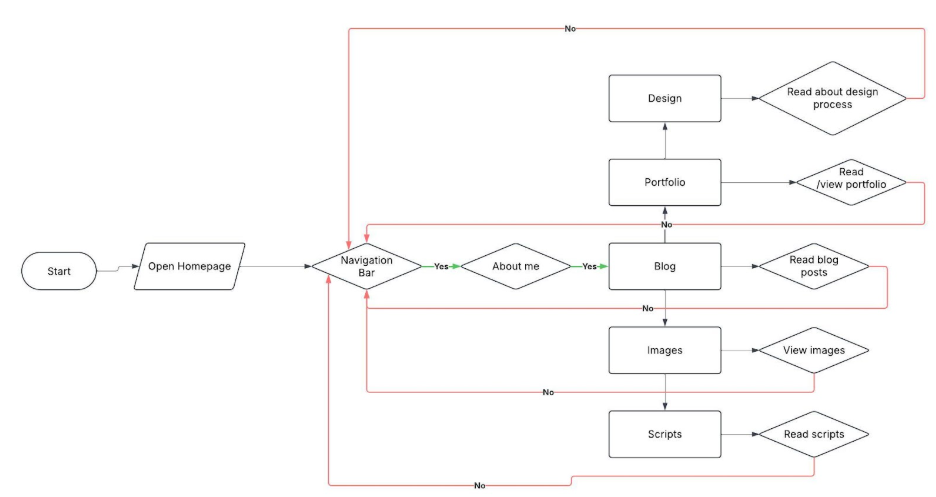 No
Design
Read about design
process
Portfolio
Read
/view portfolio
No
Start
Open Homepage
Navigation
Bar
Yes
About me
Yes
Blog
Read blog
posts
No
Images
View images
No
Scripts
Read scripts
No